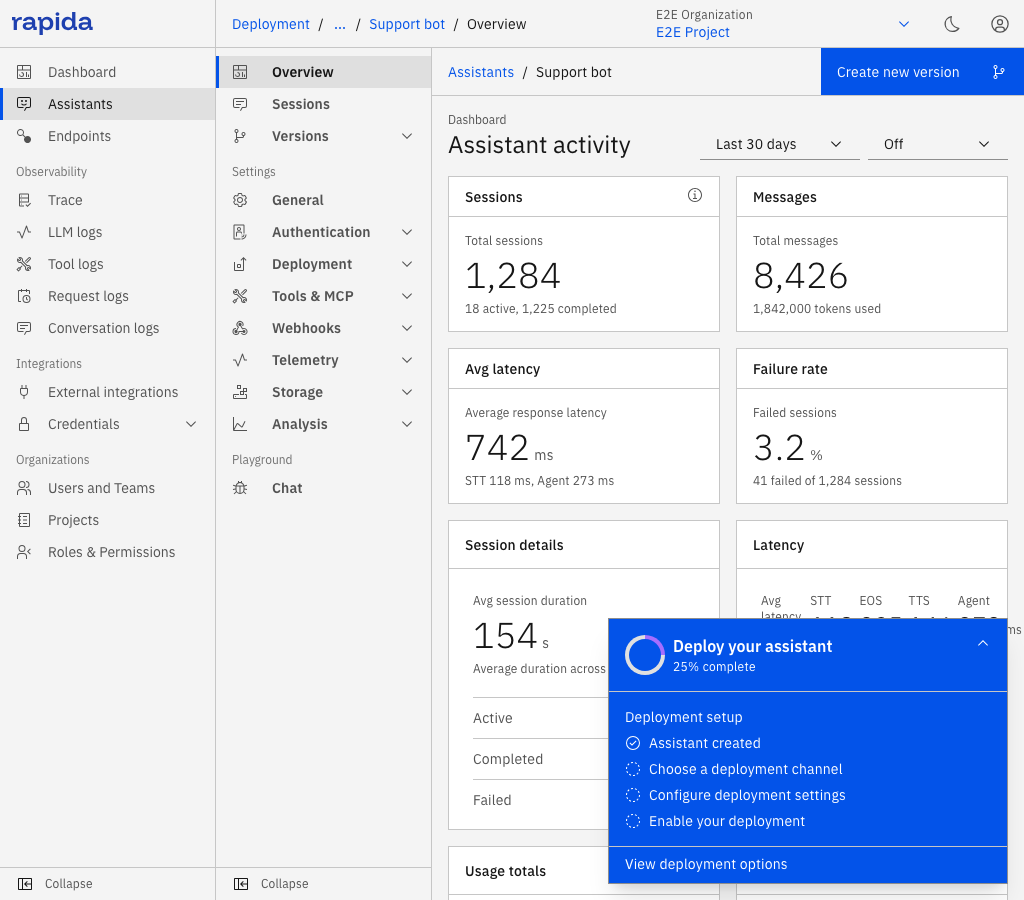 rapida
Deployment / ... / Support bot / Overview
E2E Organization
E2E Project
Dashboard
Assistants
Endpoints
Observability
Trace
LLM logs
Tool logs
Request logs
Conversation logs
Integrations
External integrations
Credentials
Organizations
Users and Teams
Projects
Roles & Permissions
Collapse
Overview
Sessions
Versions
Settings
General
Authentication
Deployment
Tools & MCP
Webhooks
Telemetry
Storage
Analysis
Playground
Chat
Collapse
Assistants / Support bot
Create new version
Dashboard
Assistant activity
Last 30 days
Off
Sessions
Total sessions
1,284
18 active, 1,225 completed
Messages
Total messages
8,426
1,842,000 tokens used
Avg latency
Average response latency
742 ms
STT 118 ms, Agent 273 ms
Failure rate
Failed sessions
3.2 %
41 failed of 1,284 sessions
Session details
Avg session duration
154 s
Average duration across
Active
Completed
Failed
Latency
Avg latency STT EOS TTS Agent
ms
Usage totals
Deploy your assistant
25% complete
Deployment setup
Assistant created
Choose a deployment channel
Configure deployment settings
Enable your deployment
View deployment options